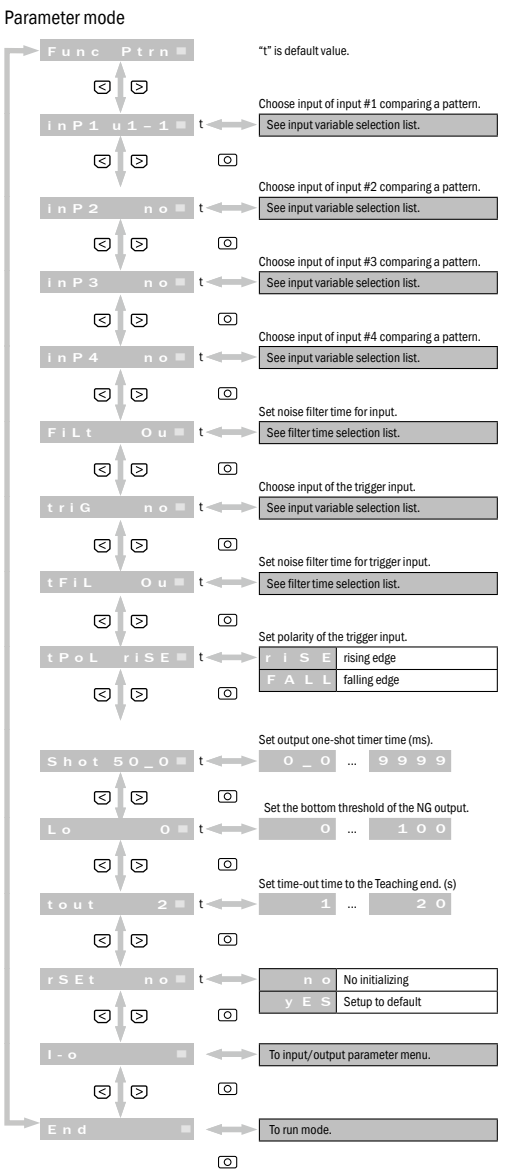 Parameter mode
Func Ptrn
“t” is default value.
Choose input of input #1 comparing a pattern.
inP1 u1-1 t See input variable selection list.
Choose input of input #2 comparing a pattern.
inP2 no t See input variable selection list.
Choose input of input #3 comparing a pattern.
inP3 no t See input variable selection list.
Choose input of input #4 comparing a pattern.
inP4 no t See input variable selection list.
Set noise filter time for input.
FiLt 0u t See filter time selection list.
Choose input of the trigger input.
triG no t See input variable selection list.
Set noise filter time for trigger input.
tFiL 0u t See filter time selection list.
Set polarity of the trigger input.
tPoL riSE t riSE rising edge
FALL falling edge
Set output one-shot timer time (ms).
Shot 50_0 t 0_0 ... 9999
Set the bottom threshold of the NG output.
Lo 0 t 0 ... 100
Set time-out time to the Teaching end. (s)
tout 2 t 1 ... 20
rSEt no t no No initializing
yES Setup to default
I-o To input/output parameter menu.
End To run mode.